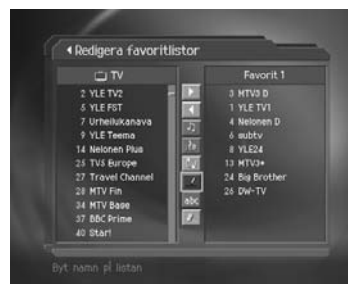 Redigera favoritlistor
TV
2 YLE TV2
5 YLE FST
7 Urheilukanava
9 YLE Teema
14 Nelonen Plus
25 TV5 Europe
27 Travel Channel
28 MTV Fin
34 MTV Base
37 BBC Prime
40 Star!
abc
Favorit 1
3 MTV3 D
1 YLE TV1
4 Nelonen D
6 subtv
8 YLE24
13 MTV3+
24 Big Brother
26 DW-TV
Byt namn på listan